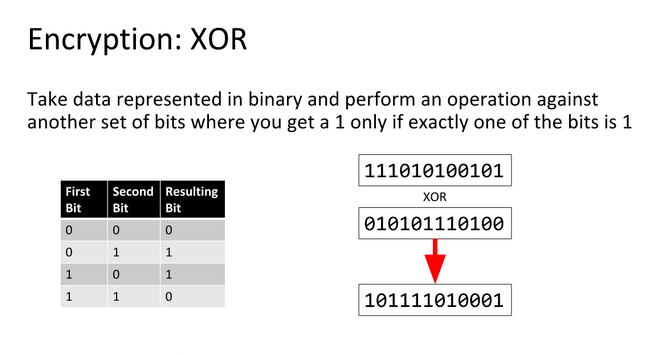 Encryption: XOR
Take data represented in binary and perform an operation against
another set of bits where you get a 1 only if exactly one of the bits is 1
First Bit Second Bit Resulting Bit
0 0 0
0 1 1
1 0 1
1 1 0
111010100101
XOR
010101110100
101111010001